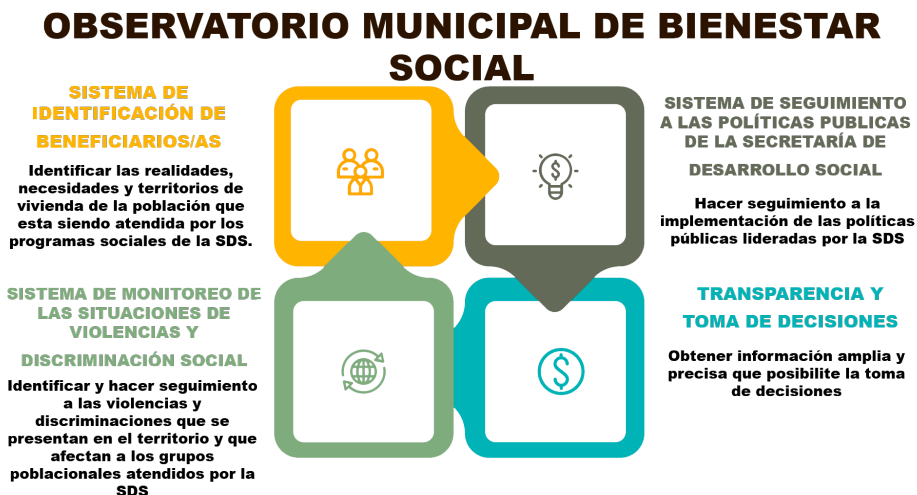 OBSERVATORIO MUNICIPAL DE BIENESTAR
SOCIAL
SISTEMA DE
IDENTIFICACIÓN DE
BENEFICIARIOS/AS
Identificar las realidades,
necesidades y territorios de
vivienda de la población que
esta siendo atendida por los
programas sociales de la SDS.
SISTEMA DE SEGUIMIENTO
A LAS POLÍTICAS PUBLICAS
DE LA SECRETARÍA DE
DESARROLLO SOCIAL
Hacer seguimiento a la
implementación de las políticas
públicas lideradas por la SDS
SISTEMA DE MONITOREO DE
LAS SITUACIONES DE
VIOLENCIAS Y
DISCRIMINACIÓN SOCIAL
Identificar y hacer seguimiento
a las violencias y
discriminaciones que se
presentan en el territorio y que
afectan a los grupos
poblacionales atendidos por la
SDS
TRANSPARENCIA Y
TOMA DE DECISIONES
Obtener información amplia y
precisa que posibilite la toma
de decisiones